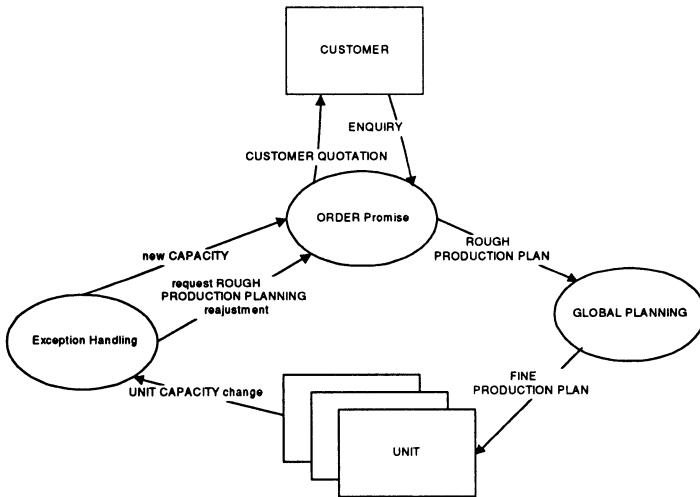 CUSTOMER
ENQUIRY
CUSTOMER QUOTATION
ORDER Promise
new CAPACITY
ROUGH
PRODUCTION PLAN
request ROUGH
PRODUCTION PLANNING
reajustment
GLOBAL PLANNING
Exception Handling
UNIT CAPACITY change
FINE
PRODUCTION PLAN
UNIT